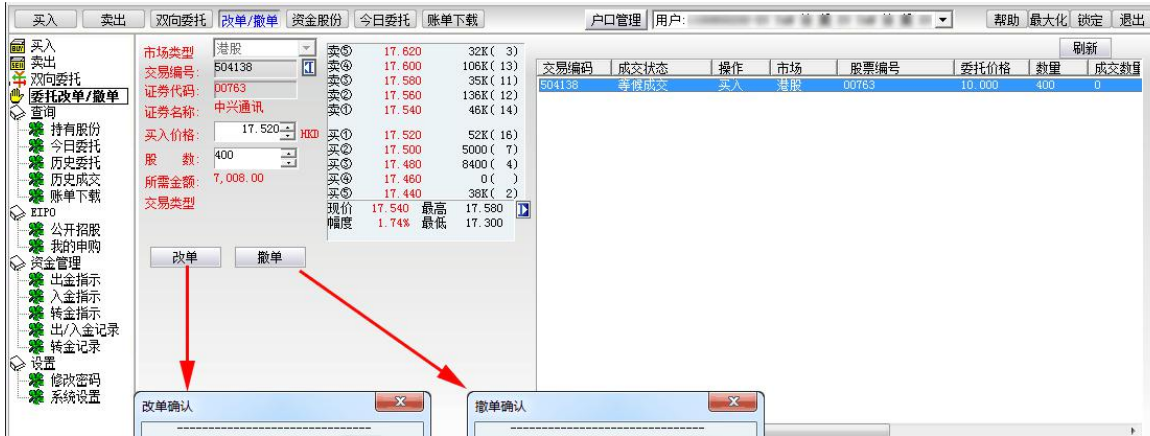 买入 卖出 双向委托 改单/撤单 资金股份 今日委托 账单下载 户口管理 用户: 帮助 最大化 锁定 退出
买入
卖出
双向委托
委托改单/撤单
查询
持有股份
今日委托
历史委托
历史成交
账单下载
EIPO
公开招股
我的申购
资金管理
出金指示
入金指示
转金指示
出/入金记录
转金记录
设置
修改密码
系统设置
市场类型 港股
交易编号: 504138
证券代码: 00763
证券名称: 中兴通讯
买入价格: 17.520 HKD
股 数: 400
所需金额: 7,008.00
交易类型
改单 撤单
卖⑤ 17.620 32K( 3)
卖④ 17.600 106K( 13)
卖③ 17.580 35K( 11)
卖② 17.560 136K( 12)
卖① 17.540 46K( 14)
买① 17.520 52K( 16)
买② 17.500 5000( 7)
买③ 17.480 8400( 4)
买④ 17.460 0( )
买⑤ 17.440 38K( 2)
现价 17.540 最高 17.580
幅度 1.74% 最低 17.300
刷新
交易编码 成交状态 操作 市场 股票编号 委托价格 数量 成交数量
504138 等候成交 买入 港股 00763 10.000 400 0
改单确认
撤单确认